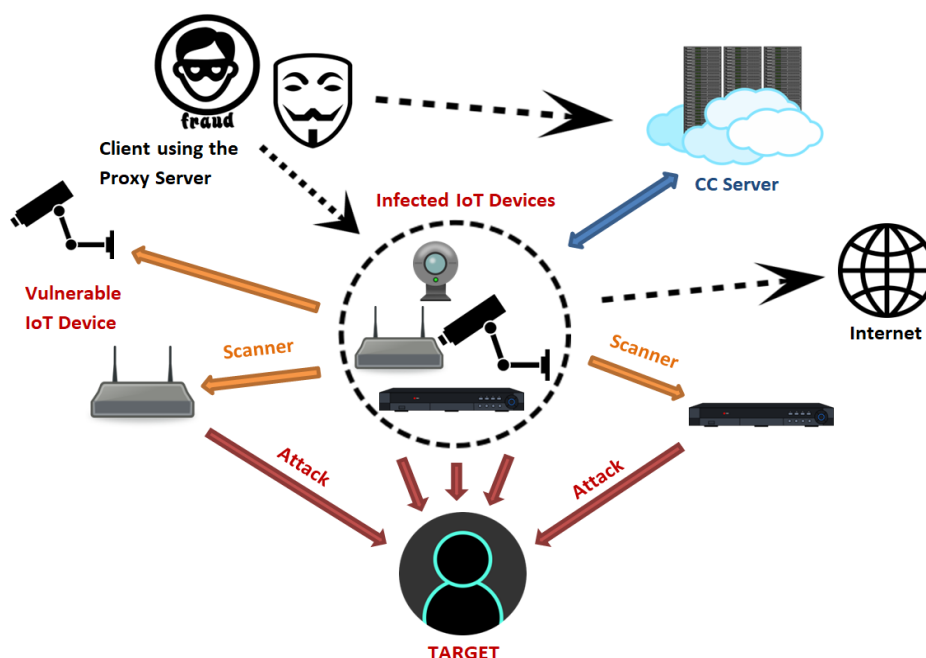 fraud
Client using the
Proxy Server
CC Server
Infected IoT Devices
Vulnerable
IoT Device
Internet
Scanner
Scanner
Attack
Attack
TARGET